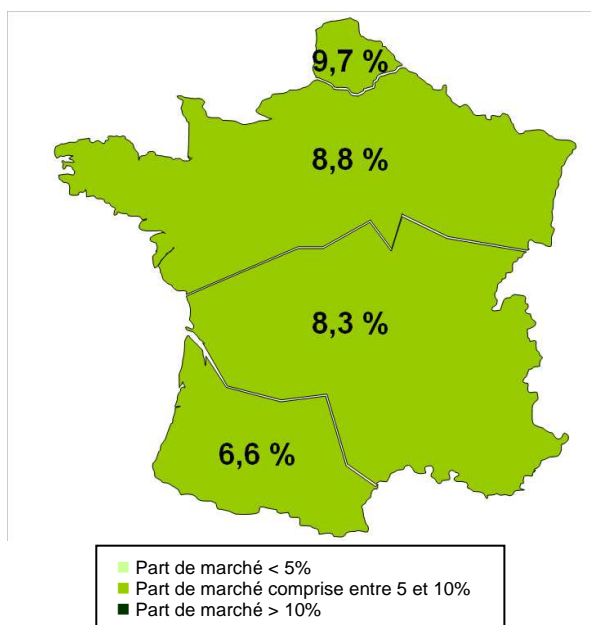 9,7 %
8,8 %
8,3 %
6,6 %
Part de marché < 5%
Part de marché comprise entre 5 et 10%
Part de marché > 10%